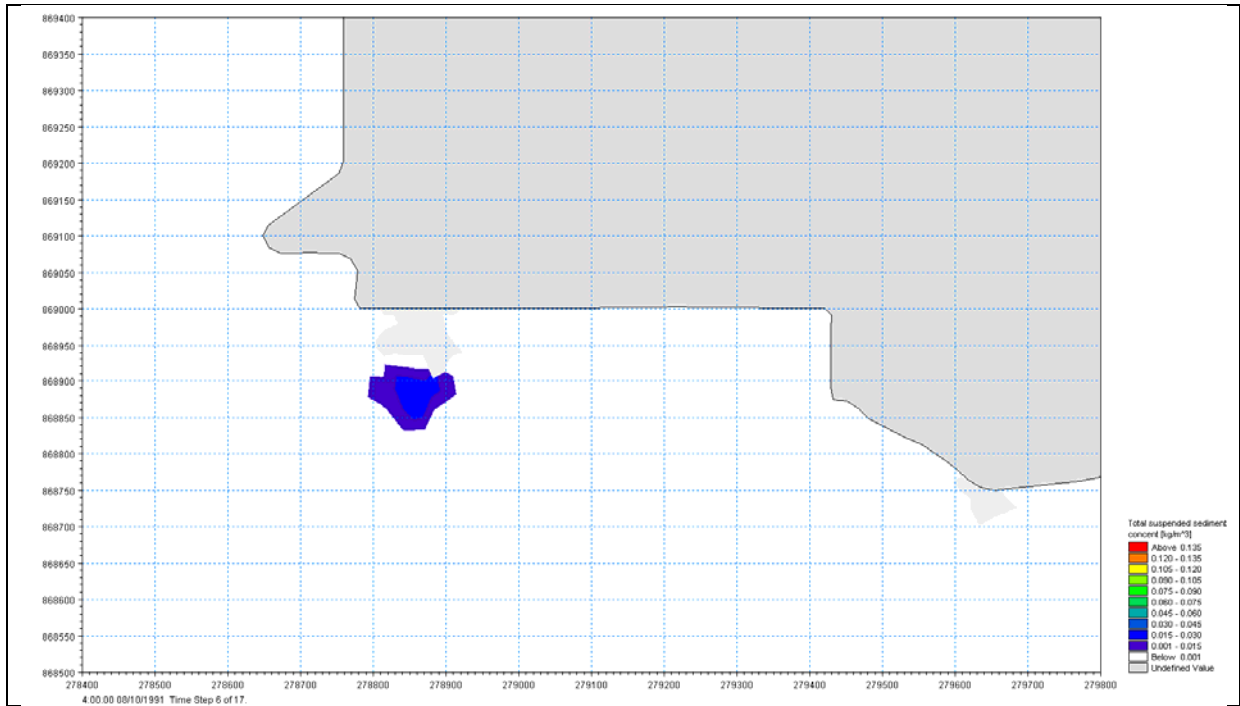 869400
869350
869300
869250
869200
869150
869100
869050
869000
868950
868900
868850
868800
868750
868700
868650
868600
868550
868500
278400 278500 278600 278700 278800 278900 279000 279100 279200 279300 279400 279500 279600 279700 279800
4:00:00 08/10/1991 Time Step 6 of 17.
Total suspended sediment
concent [kg/m^3]
Above 0.135
0.120 - 0.135
0.105 - 0.120
0.090 - 0.105
0.075 - 0.090
0.060 - 0.075
0.045 - 0.060
0.030 - 0.045
0.015 - 0.030
0.001 - 0.015
Below 0.001
Undefined Value